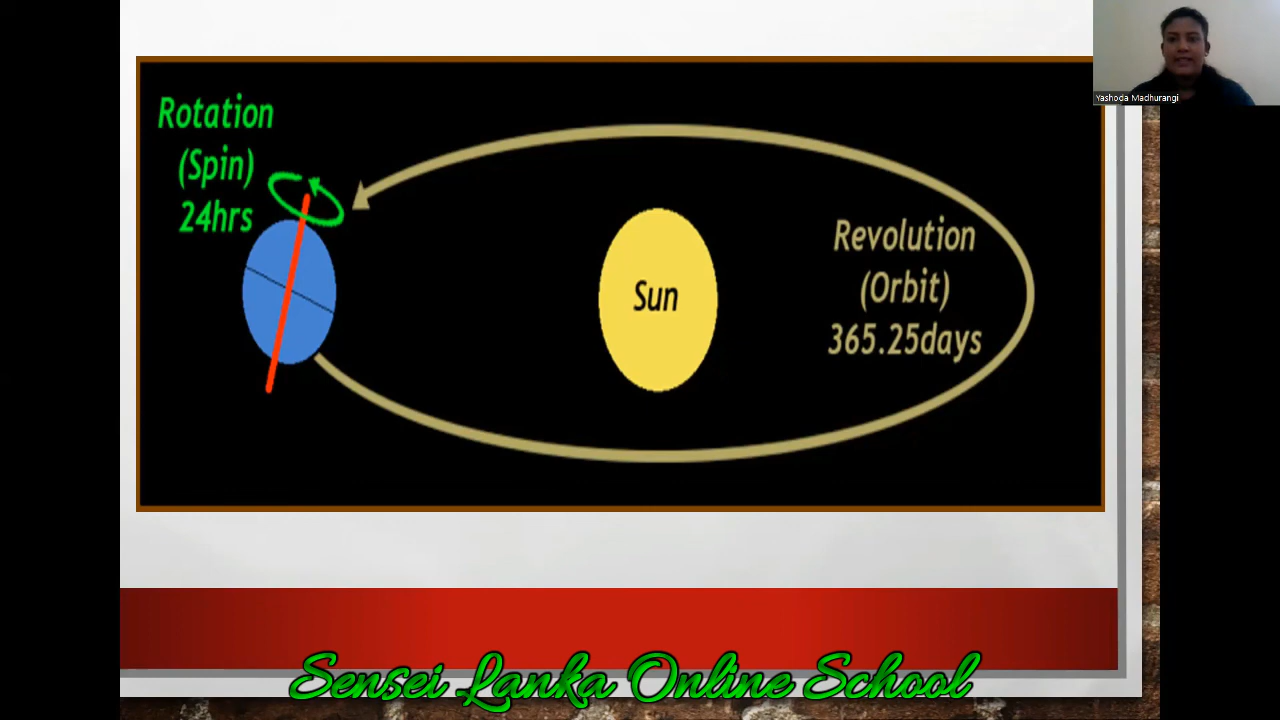 Rotation
(Spin)
24hrs
Sun
Revolution
(Orbit)
365.25days
Yashoda Madhurangi
Sensei Lanka Online School